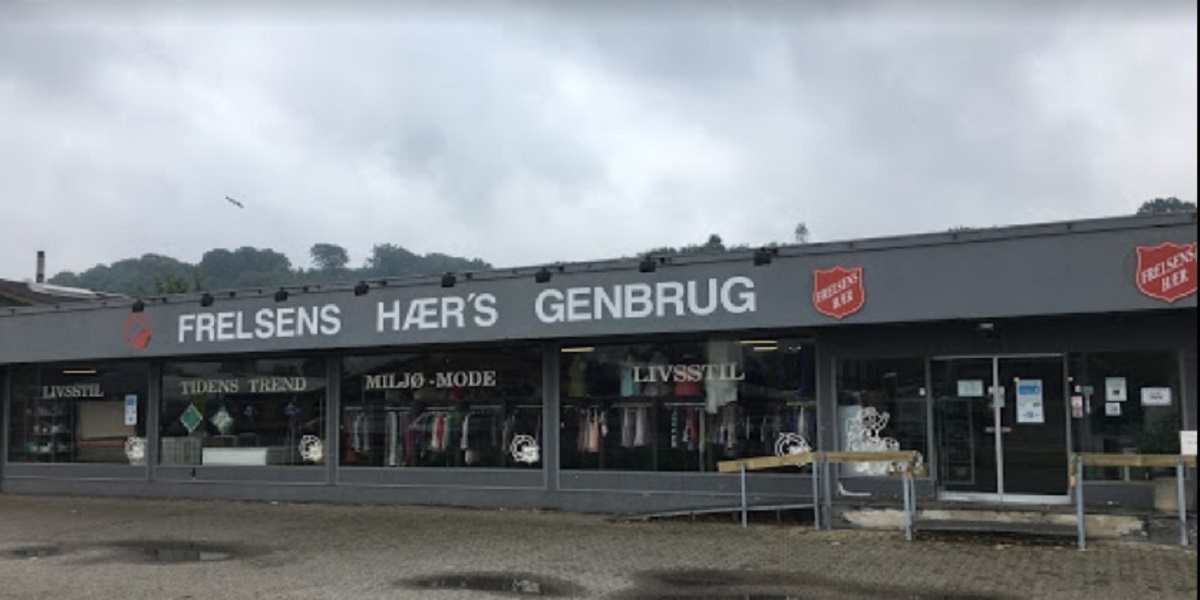 FRELSENS HÆR'S GENBRUG
FRELSENS
HÆR
FRELSENS
HÆR
LIVSSTIL
TIDENS TREND
MILJØ-MODE
LIVSSTIL